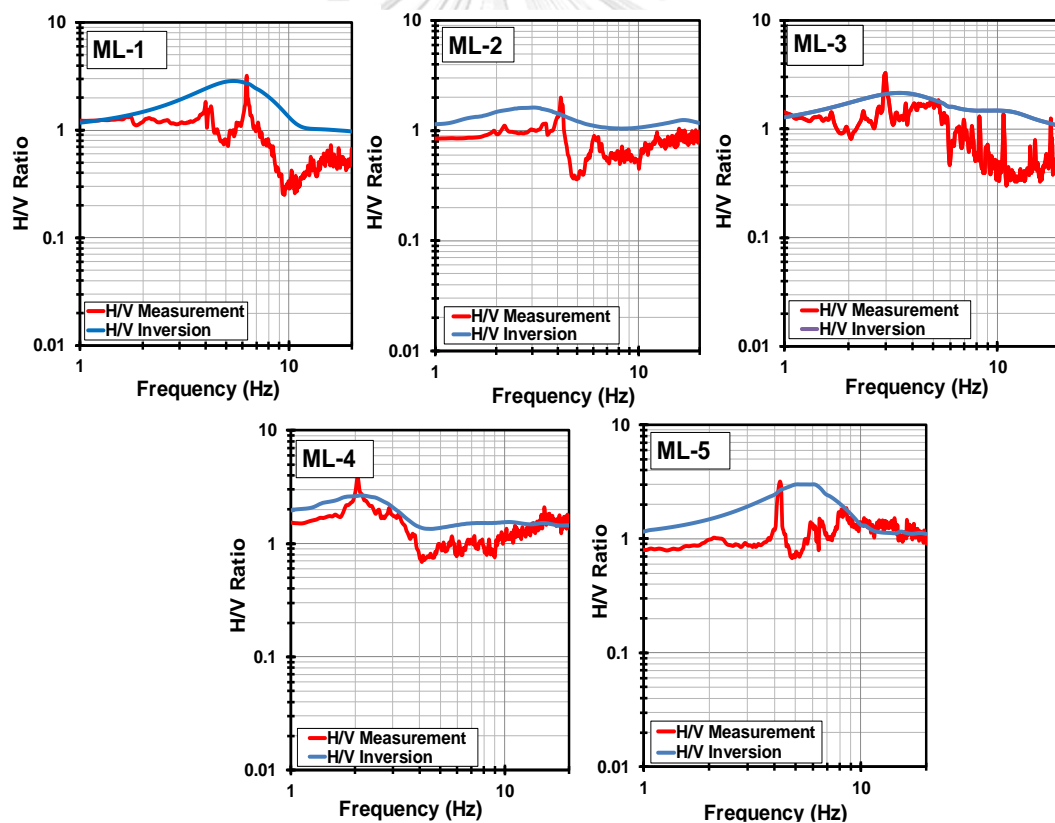 ML-1
10
1
0.1
0.01
H/V Ratio
H/V Measurement
H/V Inversion
1
10
Frequency (Hz)
ML-2
10
1
0.1
0.01
H/V Ratio
H/V Measurement
H/V Inversion
1
10
Frequency (Hz)
ML-3
10
1
0.1
0.01
H/V Ratio
H/V Measurement
H/V Inversion
1
10
Frequency (Hz)
ML-4
10
1
0.1
0.01
H/V Ratio
H/V Measurement
H/V Inversion
1
10
Frequency (Hz)
ML-5
10
1
0.1
0.01
H/V Ratio
H/V Measurement
H/V Inversion
1
10
Frequency (Hz)